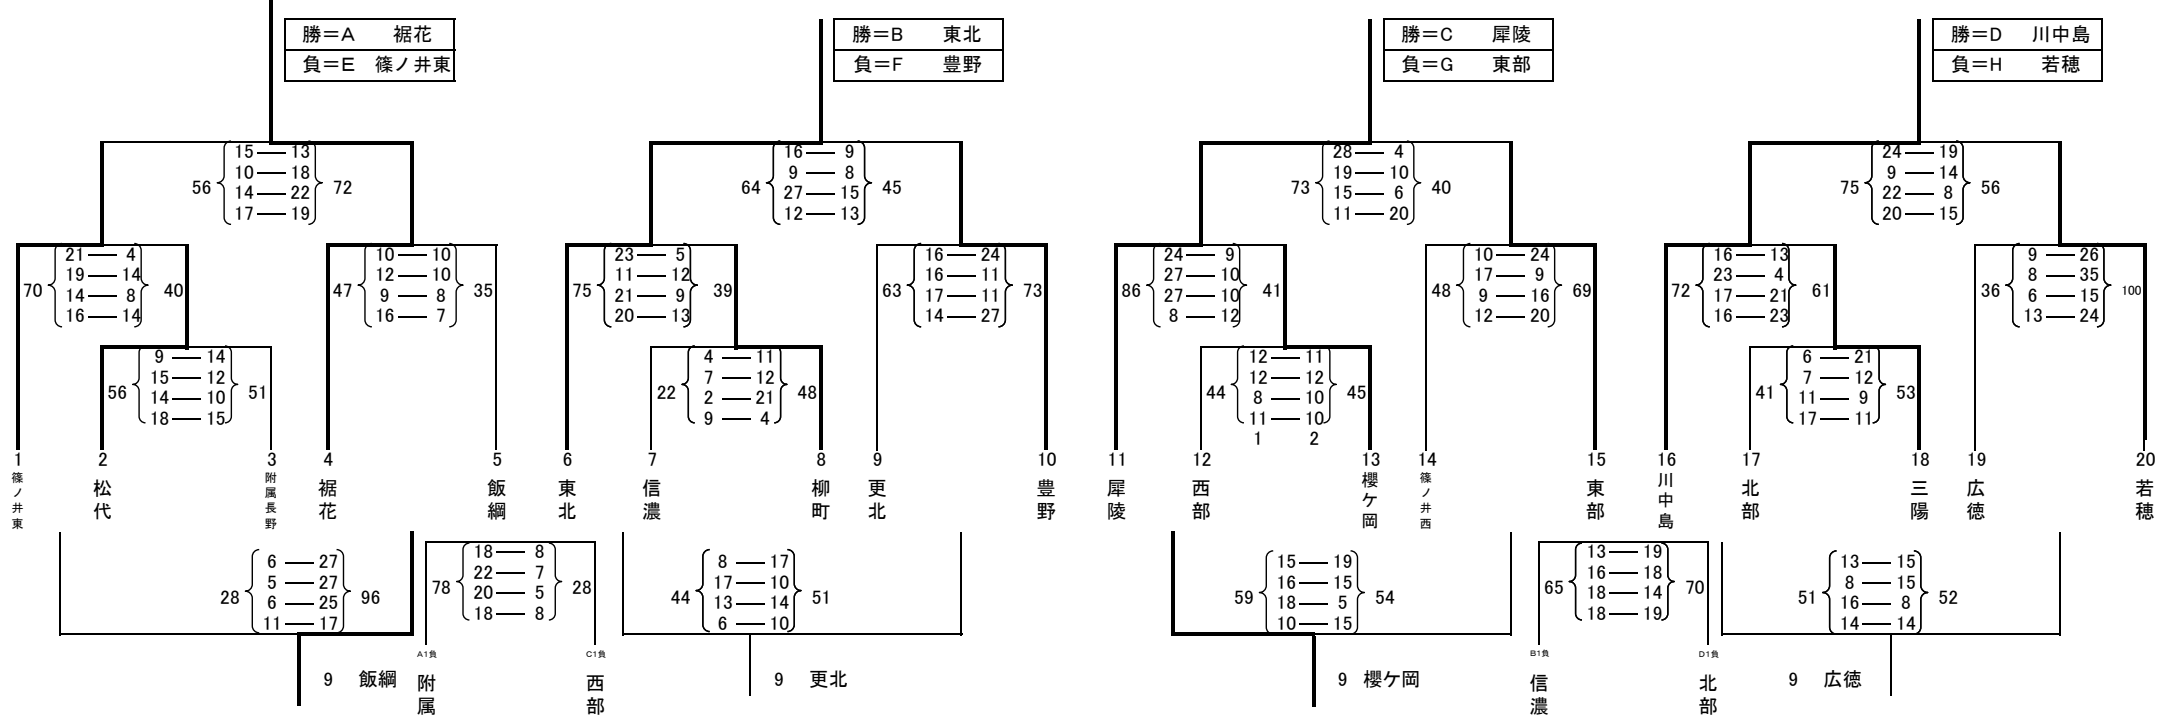 勝＝A 裾花
負＝E 篠ノ井東
勝＝B 東北
負＝F 豊野
勝＝C 犀陵
負＝G 東部
勝＝D 川中島
負＝H 若穂
56 15 ― 13 72
10 ― 18
14 ― 22
17 ― 19
64 16 ― 9 45
9 ― 8
27 ― 15
12 ― 13
73 28 ― 4 40
19 ― 10
15 ― 6
11 ― 20
75 24 ― 19 56
9 ― 14
22 ― 8
20 ― 15
70 21 ― 4 40
19 ― 14
14 ― 8
16 ― 14
47 10 ― 10 35
12 ― 10
9 ― 8
16 ― 7
75 23 ― 5 39
11 ― 12
21 ― 9
20 ― 13
63 16 ― 24 73
16 ― 11
17 ― 11
14 ― 27
86 24 ― 9 41
27 ― 10
27 ― 10
8 ― 12
48 10 ― 24 69
17 ― 9
9 ― 16
12 ― 20
72 16 ― 13 61
23 ― 4
17 ― 21
16 ― 23
36 9 ― 26 100
8 ― 35
6 ― 15
13 ― 24
56 9 ― 14 51
15 ― 12
14 ― 10
18 ― 15
22 4 ― 11 48
7 ― 12
2 ― 21
9 ― 4
44 12 ― 11 45
12 ― 12
8 ― 10
11 ― 10
1 2
41 6 ― 21 53
7 ― 12
11 ― 9
17 ― 11
1 篠ノ井東
2 松代
3 附属長野
4 裾花
5 飯綱
6 東北
7 信濃
8 柳町
9 更北
10 豊野
11 犀陵
12 西部
13 櫻ケ岡
14 篠ノ井西
15 東部
16 川中島
17 北部
18 三陽
19 広徳
20 若穂
28 6 ― 27 96
5 ― 27
6 ― 25
11 ― 17
78 18 ― 8 28
22 ― 7
20 ― 5
18 ― 8
44 8 ― 17 51
17 ― 10
13 ― 14
6 ― 10
59 15 ― 19 54
16 ― 15
18 ― 5
10 ― 15
65 13 ― 19 70
16 ― 18
18 ― 14
18 ― 19
51 13 ― 15 52
8 ― 15
16 ― 8
14 ― 14
9 飯綱
A1負
附属
C1負
西部
9 更北
9 櫻ケ岡
B1負
信濃
D1負
北部
9 広徳